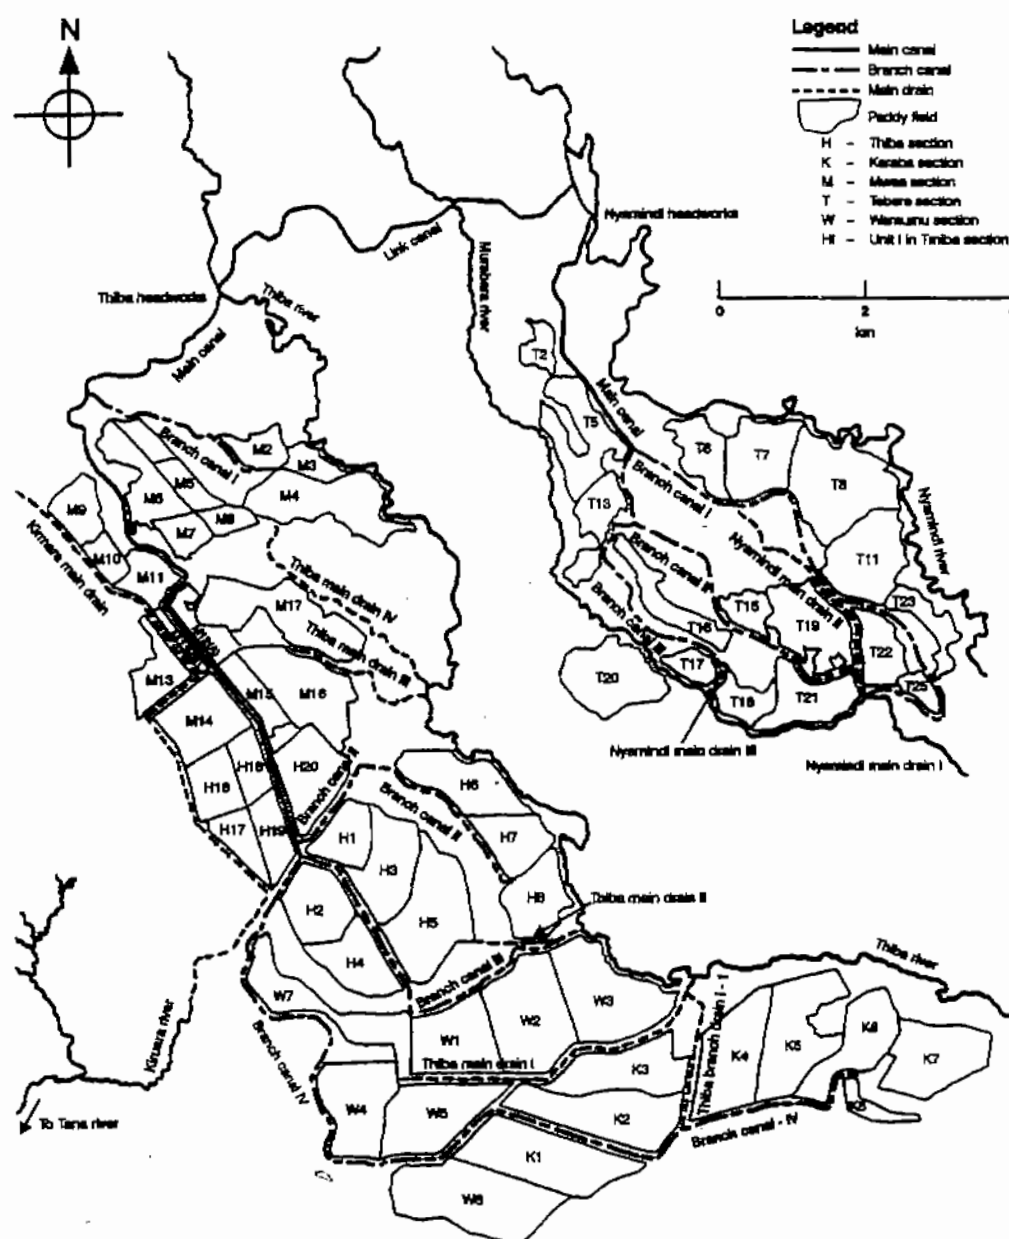 N
Legend
Main canal
Branch canal
Main drain
Paddy field
H – Thiba section
K – Karaba section
M – Mwea section
T – Tebere section
W – Wamumu section
HI – Unit I in Thiba section
0 2
km
Nyamindi headworks
Link canal
Murubara river
Thiba headworks
Thiba river
Main canal
T2
Main canal
T5
T6
T7
T8
Branch canal I
M2
M3
M5
M4
M6
M8
M7
M9
M10
M11
Kirmara main drain
Branch canal I
T13
Nyamindi river
T11
Nyamindi main drain II
Branch canal II
T15
T19
T23
T16
Branch canal III
T17
T22
T20
T18
T21
T25
Nyamindi main drain III
Nyamindi main drain I
Thiba main drain IV
M17
Thiba main drain III
M13
M15
M16
M14
H18
H20
H16
H17
H19
Branch canal II
H6
H1
H7
H3
H8
H2
H5
Thiba main drain II
H4
Branch canal III
Thiba river
W7
W3
W2
W1
Kiruara river
Branch canal IV
Thiba main drain I
Thiba branch drain I - 1
K3
K4
K5
K6
K7
W4
W5
K2
Branch canal - IV
To Tana river
K1
W6